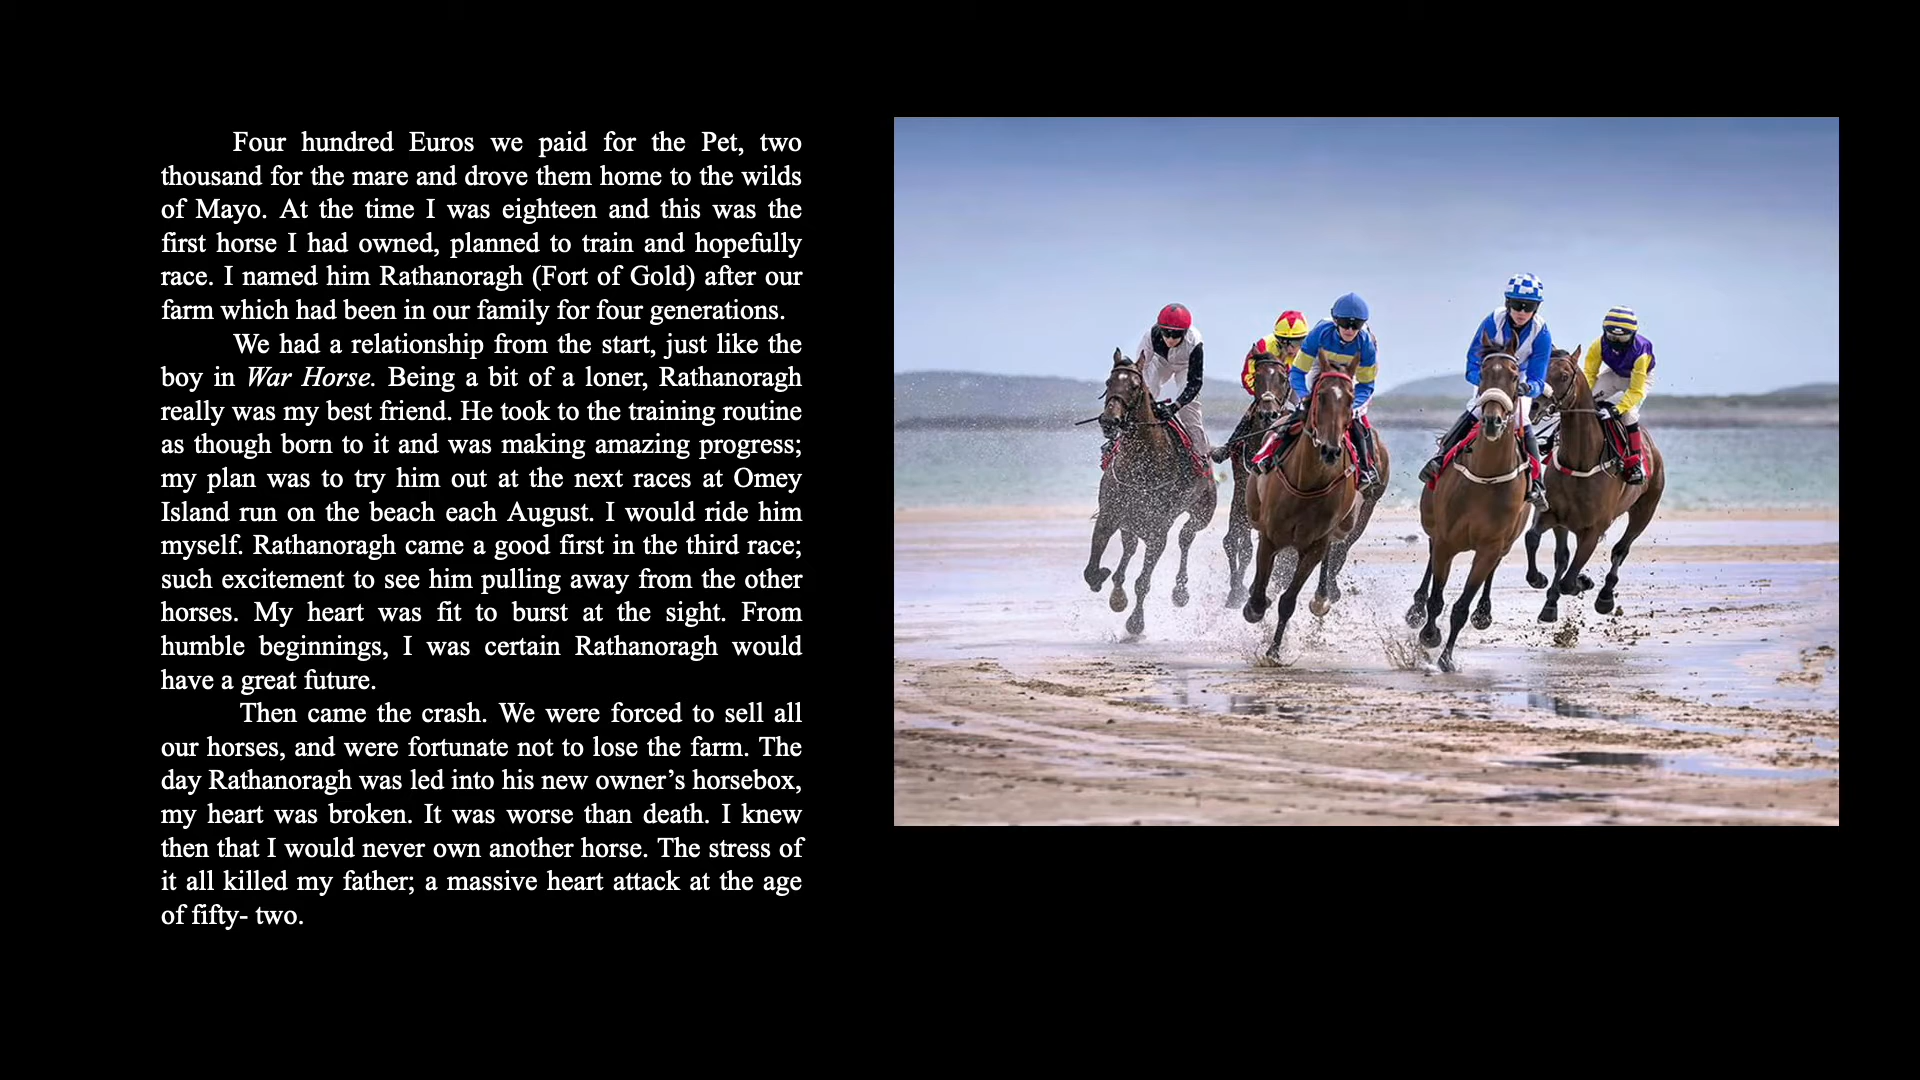 Four hundred Euros we paid for the Pet, two
thousand for the mare and drove them home to the wilds
of Mayo. At the time I was eighteen and this was the
first horse I had owned, planned to train and hopefully
race. I named him Rathanoragh (Fort of Gold) after our
farm which had been in our family for four generations.
We had a relationship from the start, just like the
boy in War Horse. Being a bit of a loner, Rathanoragh
really was my best friend. He took to the training routine
as though born to it and was making amazing progress;
my plan was to try him out at the next races at Omey
Island run on the beach each August. I would ride him
myself. Rathanoragh came a good first in the third race;
such excitement to see him pulling away from the other
horses. My heart was fit to burst at the sight. From
humble beginnings, I was certain Rathanoragh would
have a great future.
Then came the crash. We were forced to sell all
our horses, and were fortunate not to lose the farm. The
day Rathanoragh was led into his new owner’s horsebox,
my heart was broken. It was worse than death. I knew
then that I would never own another horse. The stress of
it all killed my father; a massive heart attack at the age
of fifty- two.